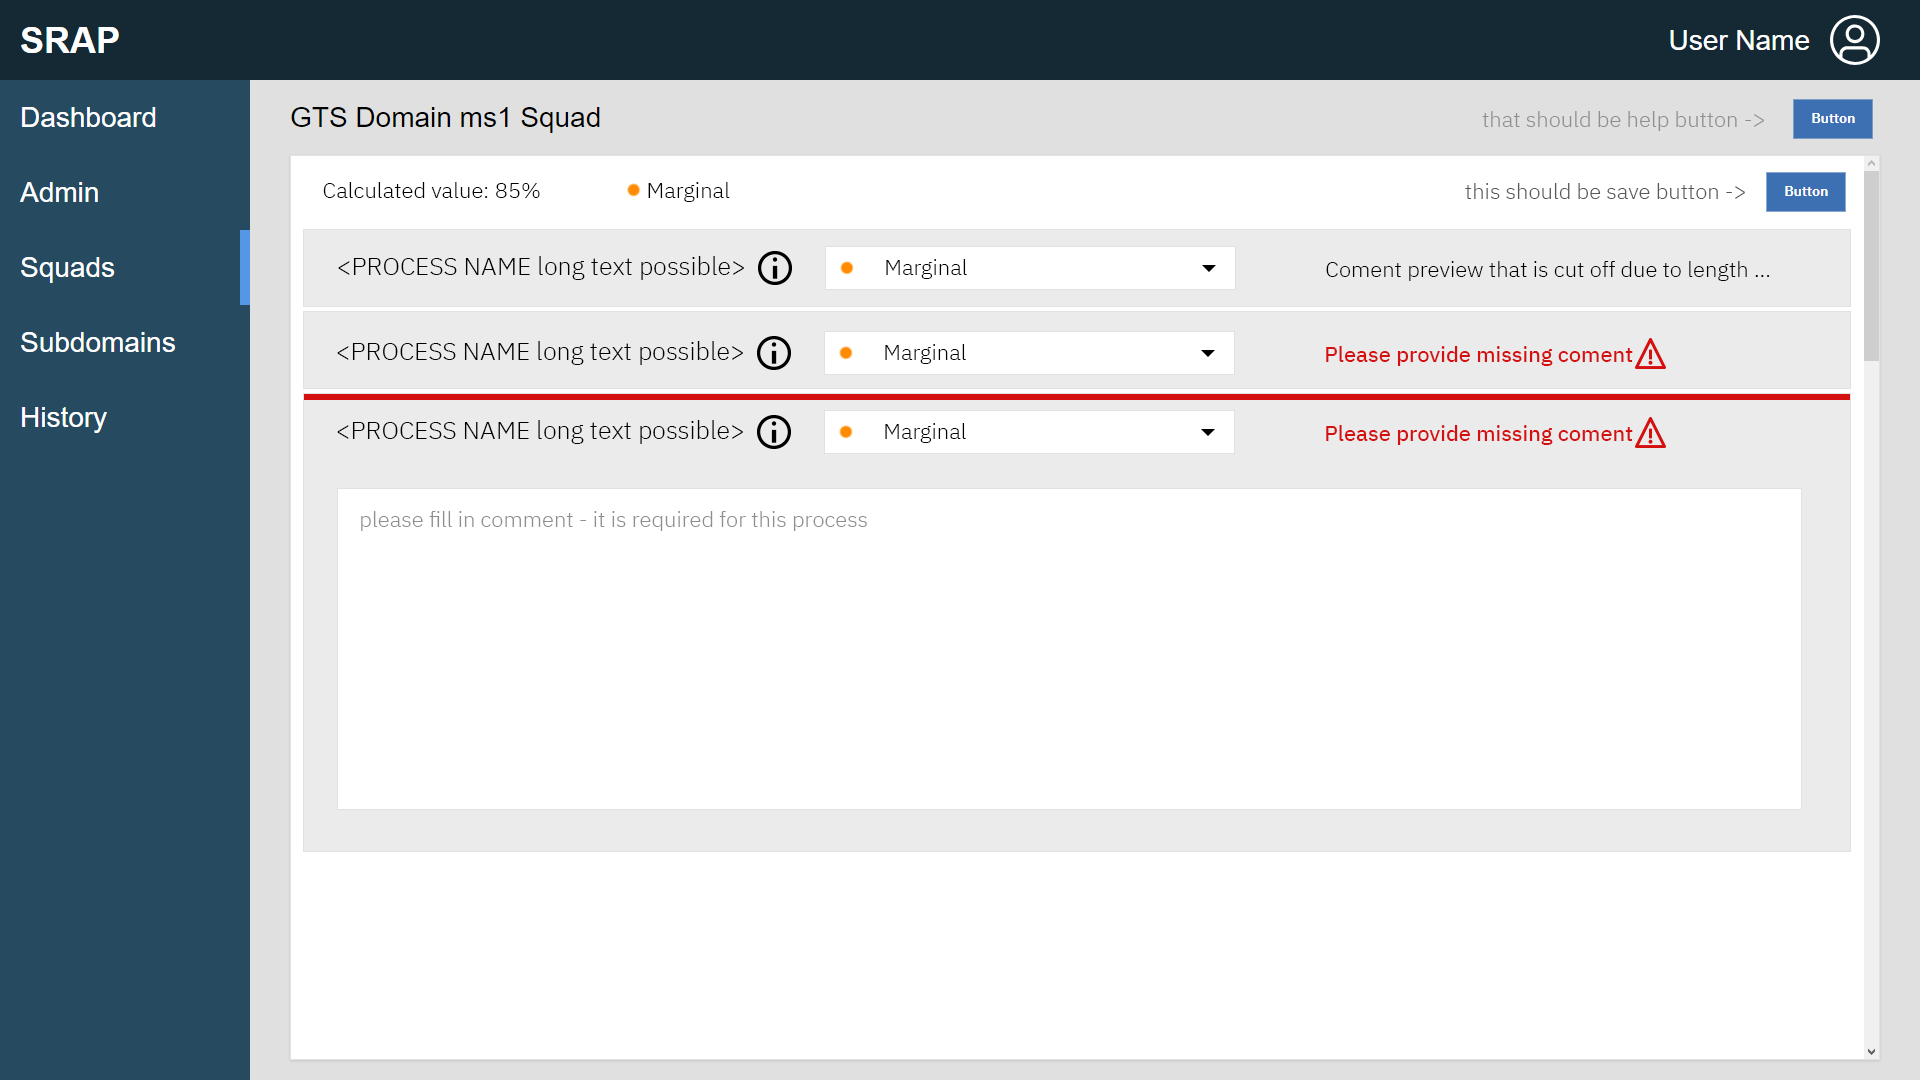 SRAP
User Name
Dashboard
Admin
Squads
Subdomains
History
GTS Domain ms1 Squad
that should be help button ->
Button
Calculated value: 85%
Marginal
this should be save button ->
Button
<PROCESS NAME long text possible>
Marginal
Coment preview that is cut off due to length ...
<PROCESS NAME long text possible>
Marginal
Please provide missing coment
<PROCESS NAME long text possible>
Marginal
Please provide missing coment
please fill in comment - it is required for this process